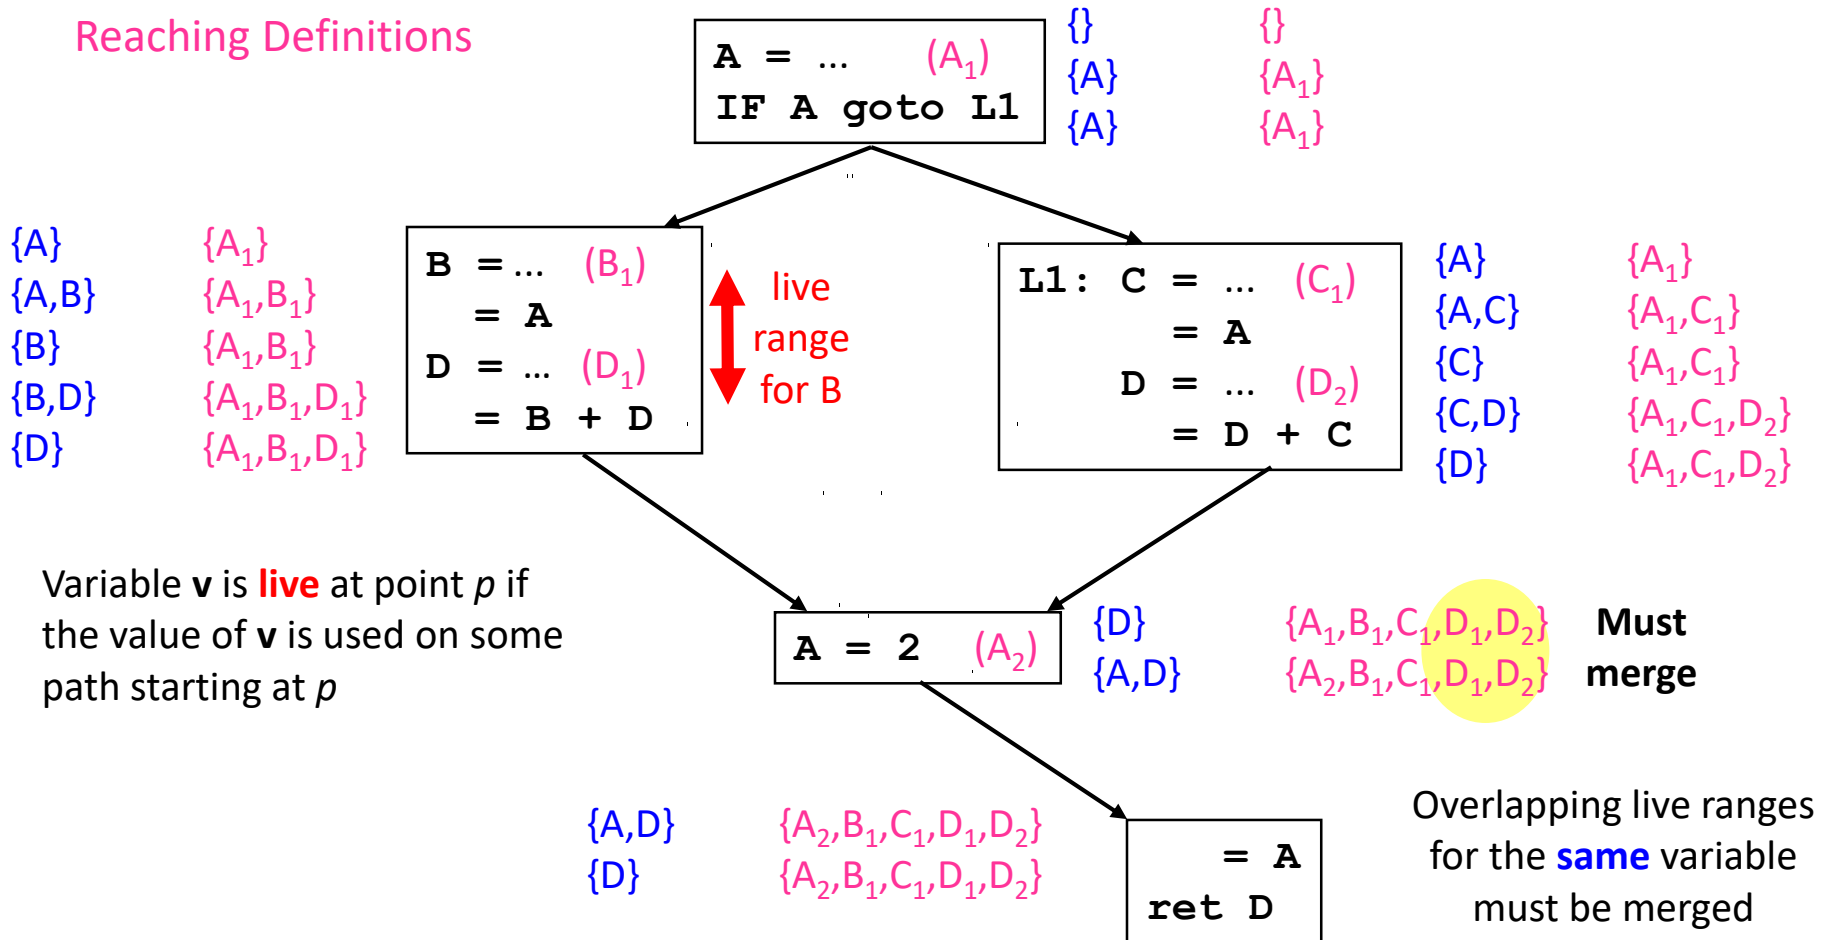 Reaching Definitions
A = ... (A₁)
IF A goto L1
{} {}
{A} {A₁}
{A} {A₁}
{A} {A₁}
{A,B} {A₁,B₁}
{B} {A₁,B₁}
{B,D} {A₁,B₁,D₁}
{D} {A₁,B₁,D₁}
B = ... (B₁)
= A
D = ... (D₁)
= B + D
live
range
for B
L1: C = ... (C₁)
= A
D = ... (D₂)
= D + C
{A} {A₁}
{A,C} {A₁,C₁}
{C} {A₁,C₁}
{C,D} {A₁,C₁,D₂}
{D} {A₁,C₁,D₂}
Variable v is live at point p if
the value of v is used on some
path starting at p
A = 2 (A₂)
{D} {A₁,B₁,C₁,D₁,D₂}
{A,D} {A₂,B₁,C₁,D₁,D₂}
Must
merge
{A,D} {A₂,B₁,C₁,D₁,D₂}
{D} {A₂,B₁,C₁,D₁,D₂}
= A
ret D
Overlapping live ranges
for the same variable
must be merged